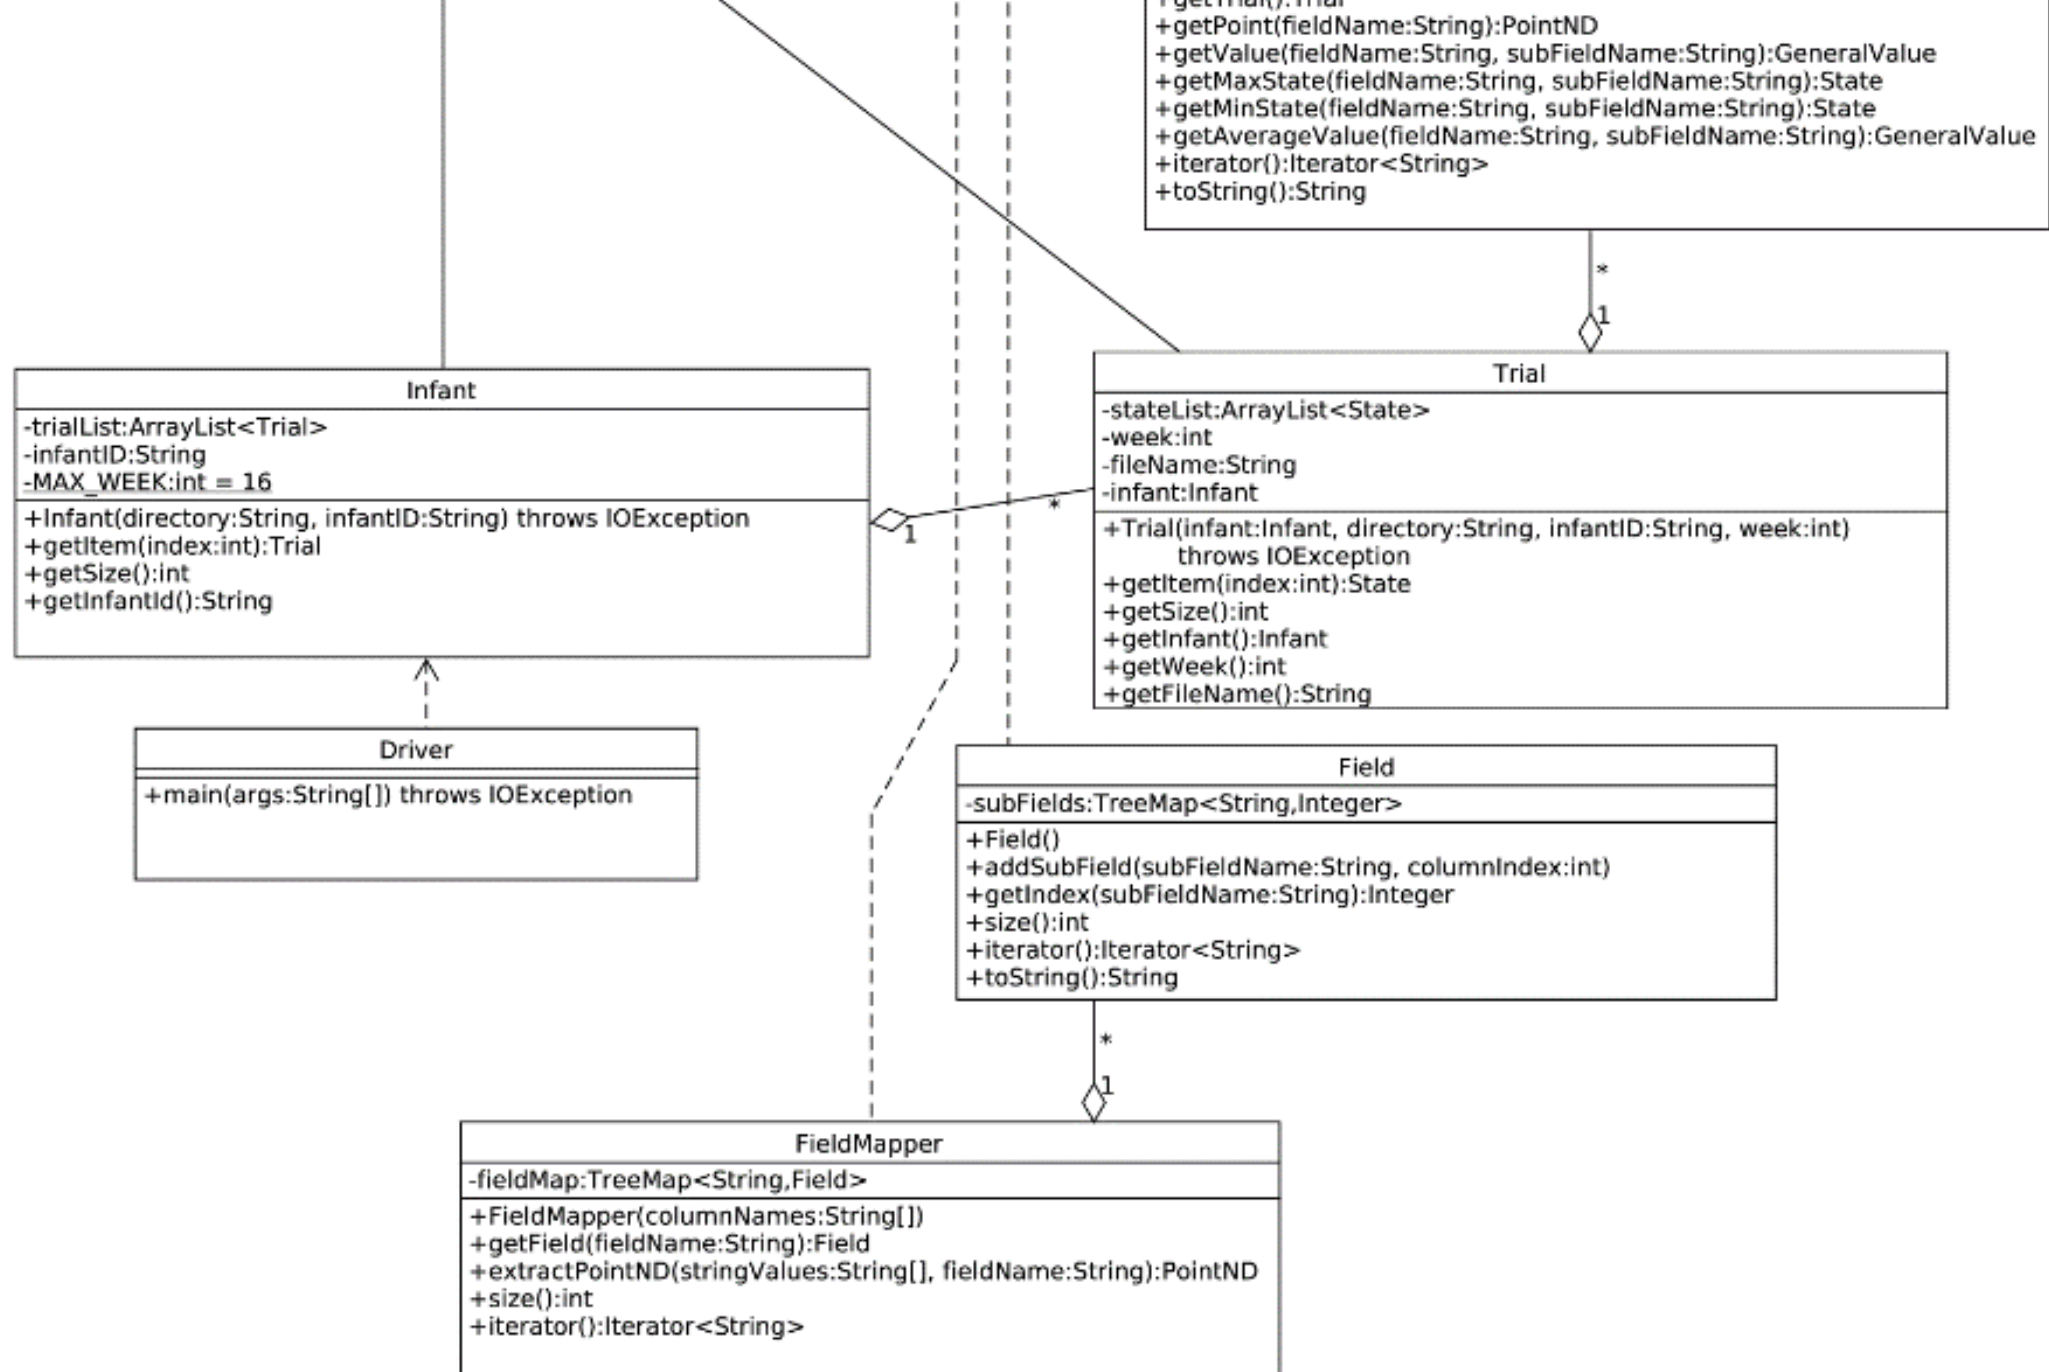 +getTrial():Trial
+getPoint(fieldName:String):PointND
+getValue(fieldName:String, subFieldName:String):GeneralValue
+getMaxState(fieldName:String, subFieldName:String):State
+getMinState(fieldName:String, subFieldName:String):State
+getAverageValue(fieldName:String, subFieldName:String):GeneralValue
+iterator():Iterator<String>
+toString():String
*
1
Infant
-trialList:ArrayList<Trial>
-infantID:String
-MAX_WEEK:int = 16
+Infant(directory:String, infantID:String) throws IOException
+getItem(index:int):Trial
+getSize():int
+getInfantId():String
1
*
Trial
-stateList:ArrayList<State>
-week:int
-fileName:String
-infant:Infant
+Trial(infant:Infant, directory:String, infantID:String, week:int)
throws IOException
+getItem(index:int):State
+getSize():int
+getInfant():Infant
+getWeek():int
+getFileName():String
Driver
+main(args:String[]) throws IOException
Field
-subFields:TreeMap<String,Integer>
+Field()
+addSubField(subFieldName:String, columnIndex:int)
+getIndex(subFieldName:String):Integer
+size():int
+iterator():Iterator<String>
+toString():String
*
1
FieldMapper
-fieldMap:TreeMap<String,Field>
+FieldMapper(columnNames:String[])
+getField(fieldName:String):Field
+extractPointND(stringValues:String[], fieldName:String):PointND
+size():int
+iterator():Iterator<String>